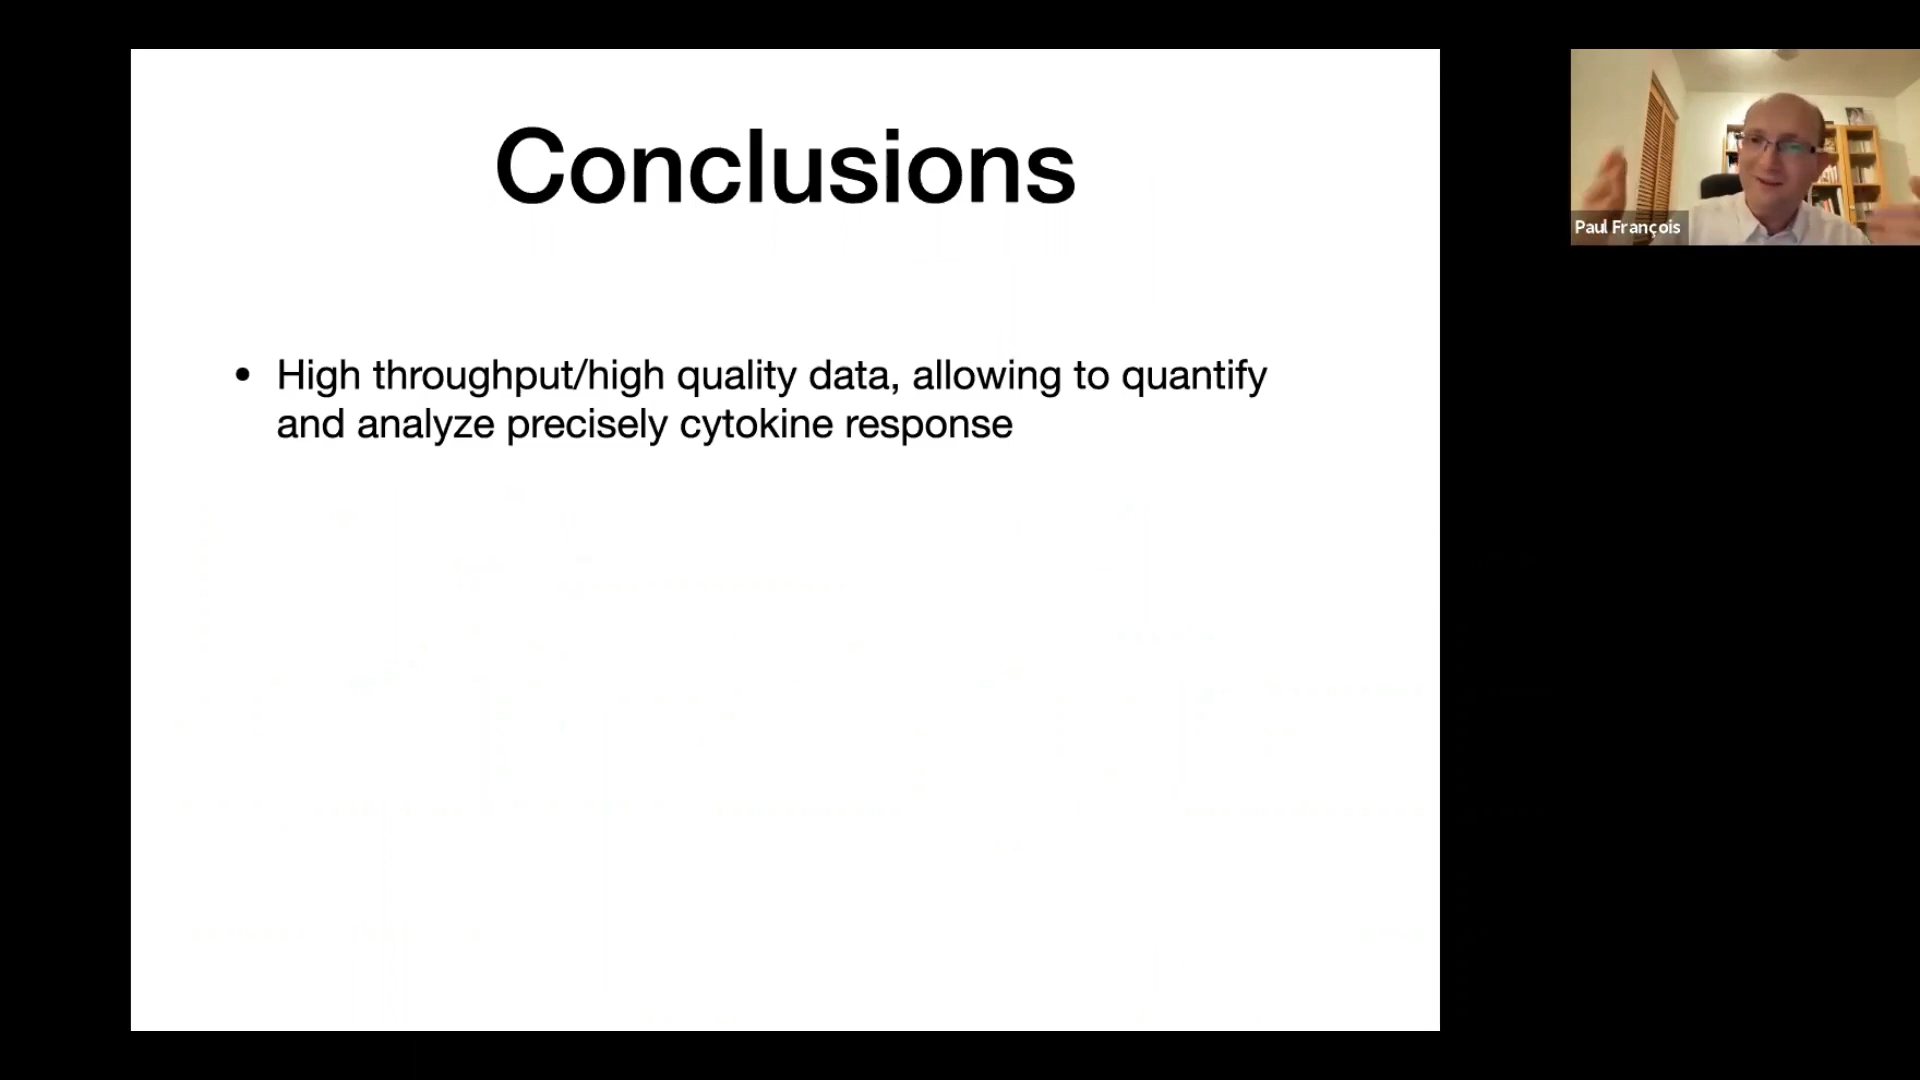 Conclusions
• High throughput/high quality data, allowing to quantify
and analyze precisely cytokine response
Paul François